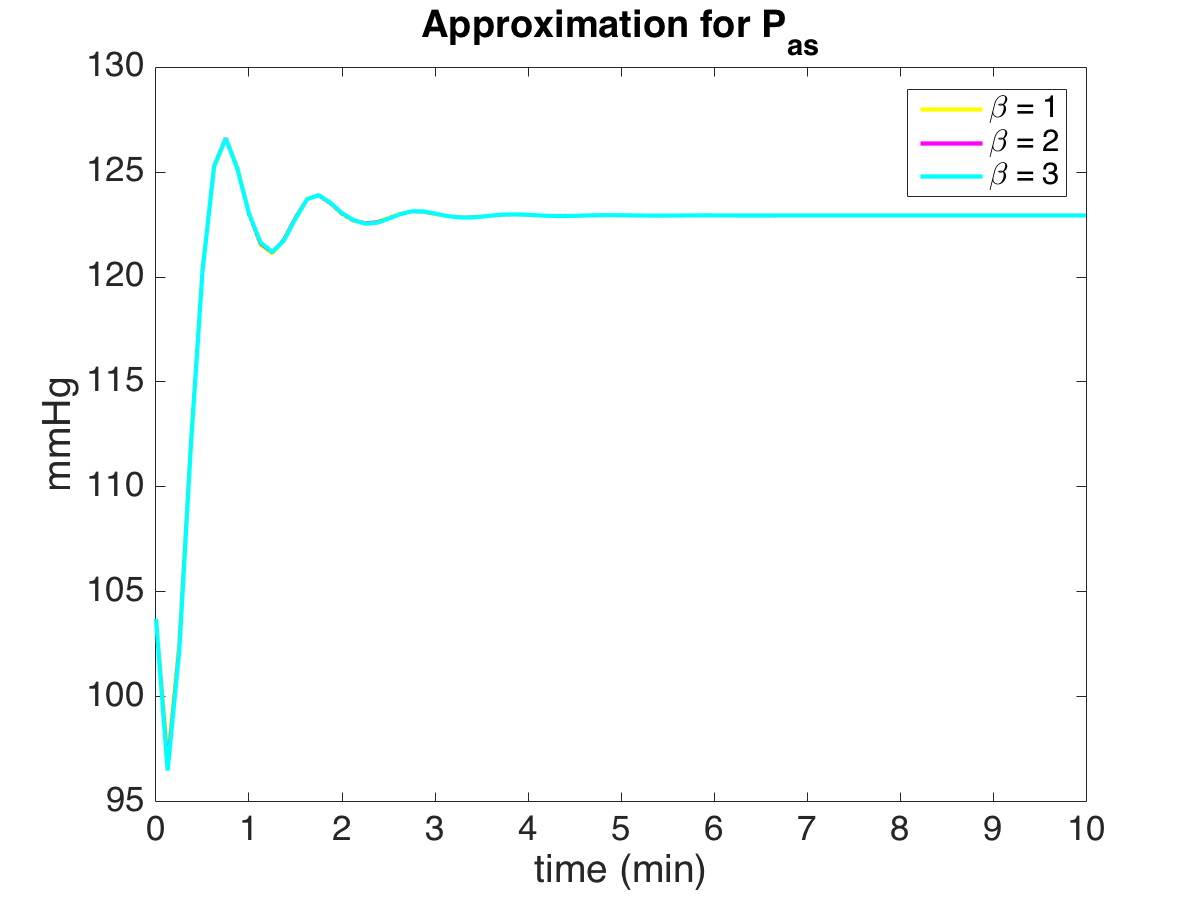 Approximation for P_as
130
125
120
115
110
105
100
95
mmHg
β = 1
β = 2
β = 3
0 1 2 3 4 5 6 7 8 9 10
time (min)